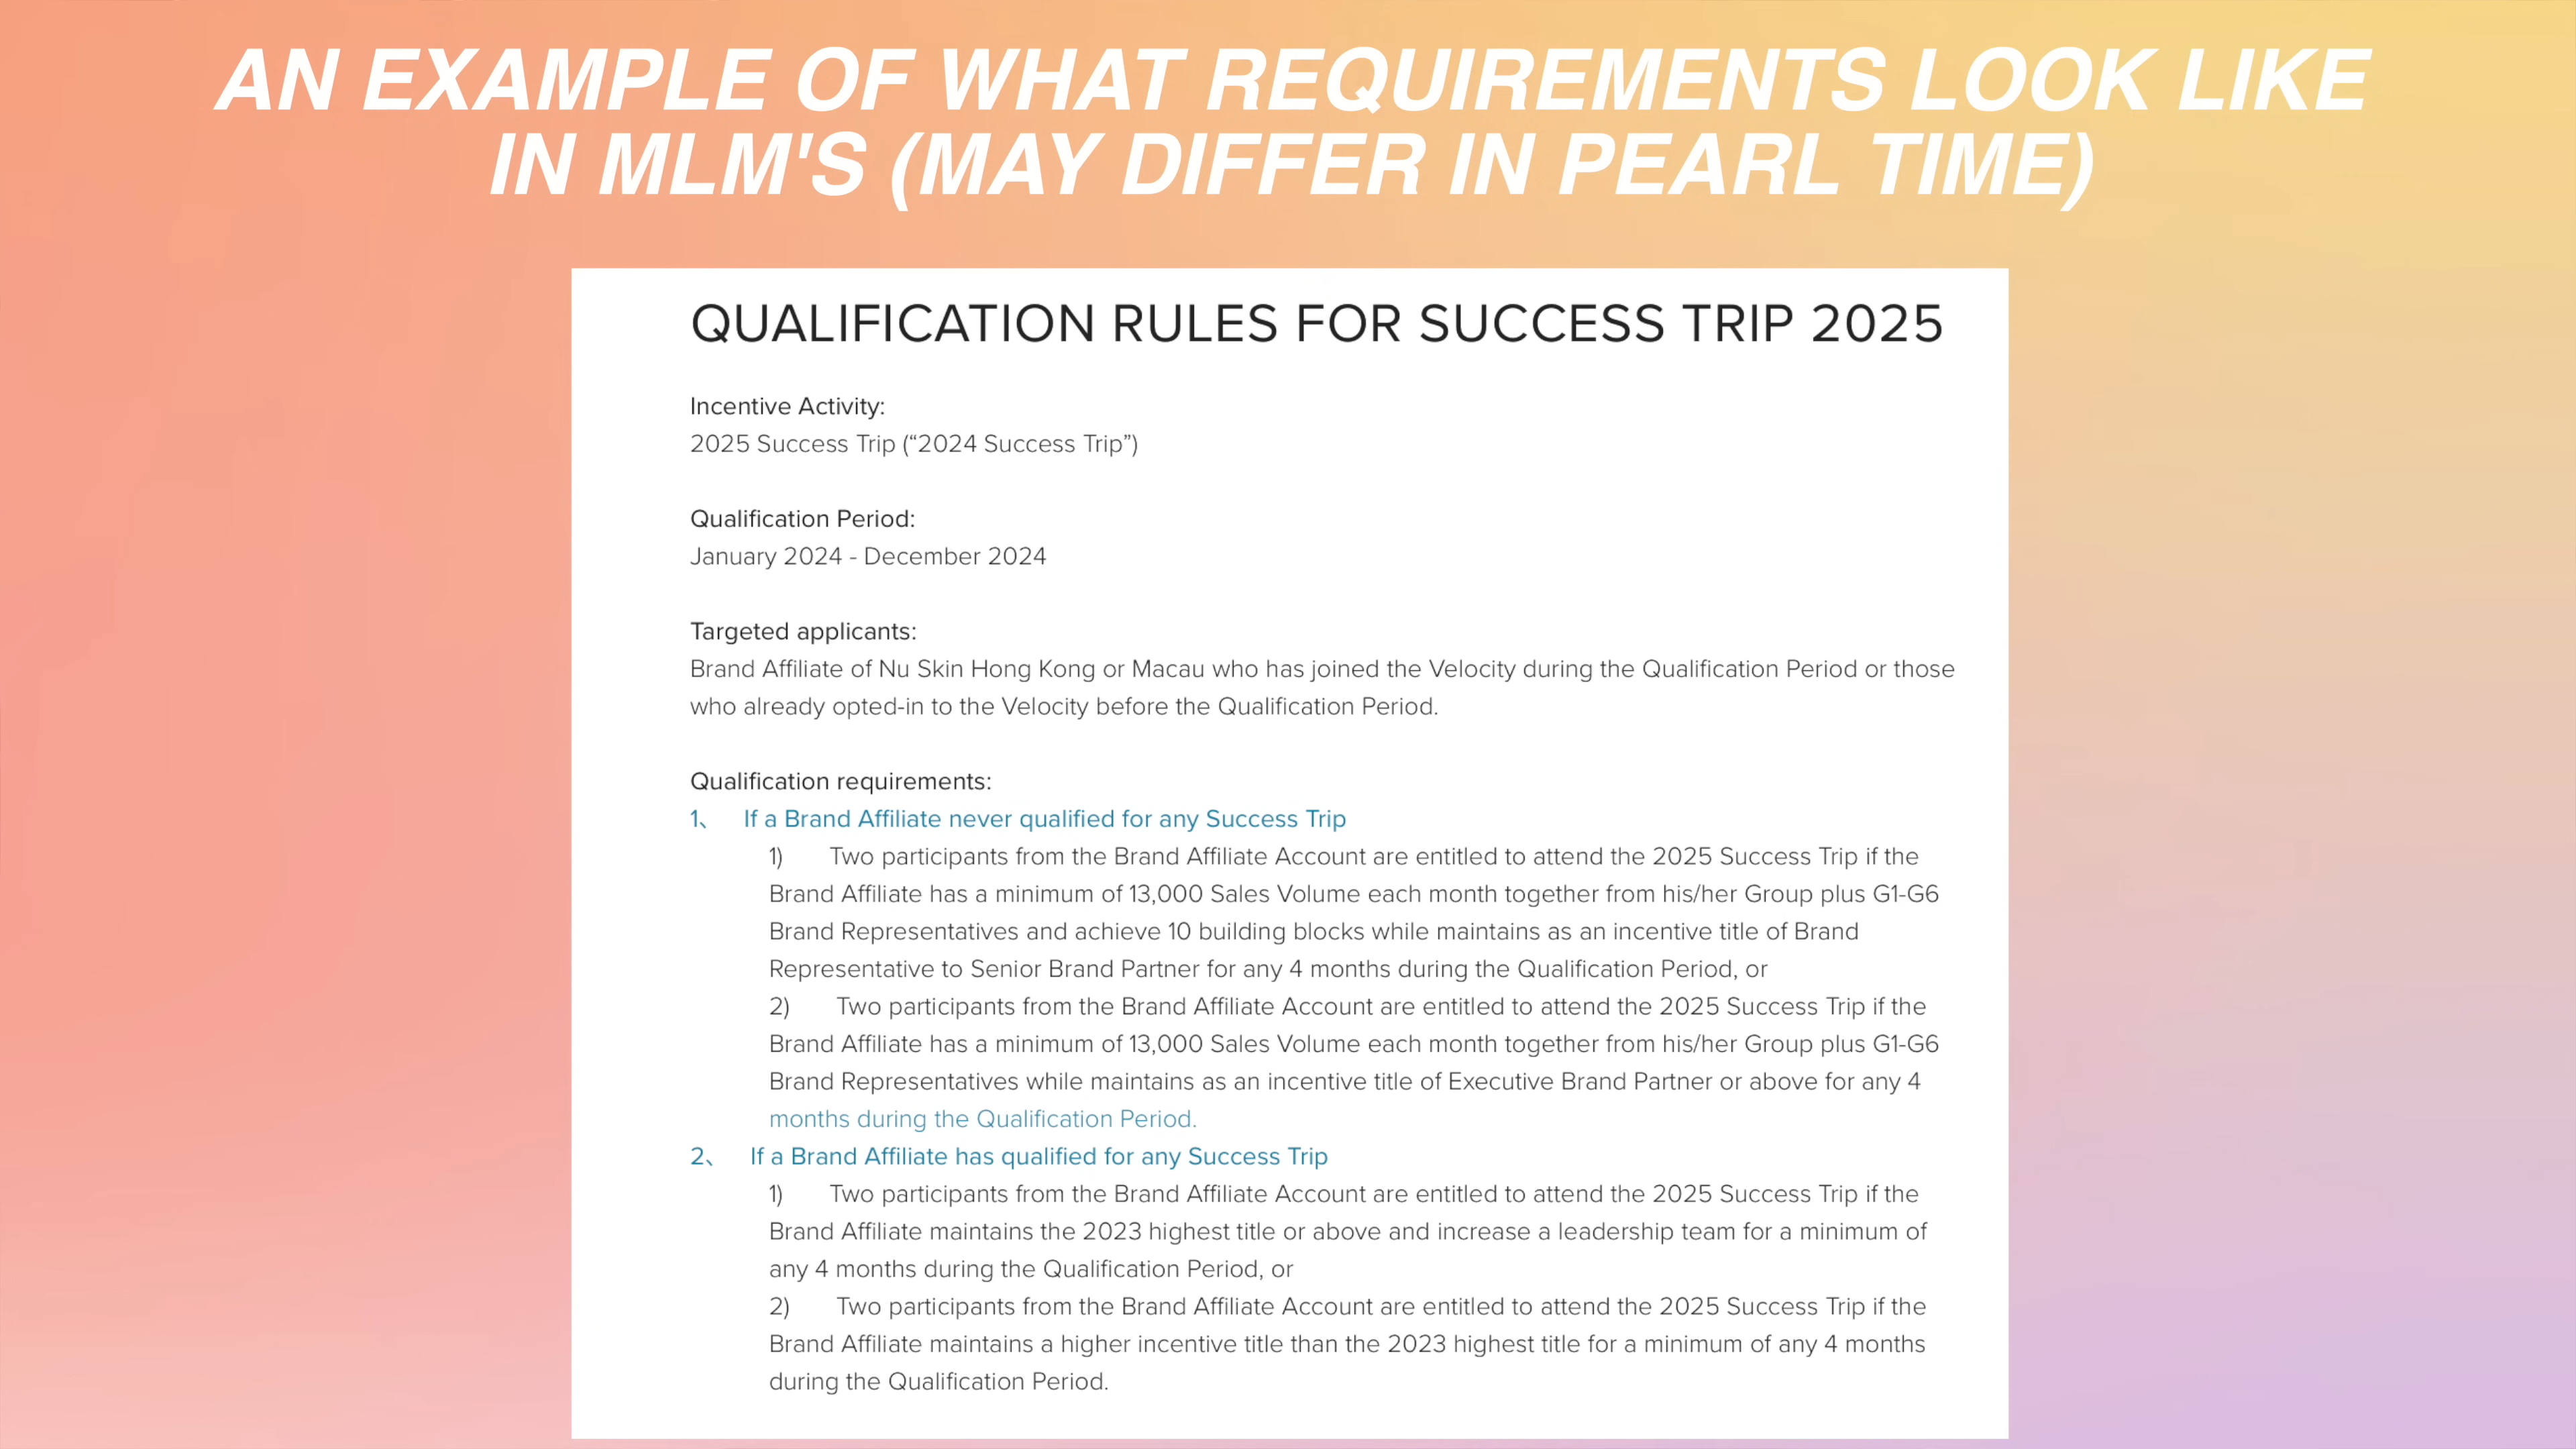 AN EXAMPLE OF WHAT REQUIREMENTS LOOK LIKE
IN MLM'S (MAY DIFFER IN PEARL TIME)
QUALIFICATION RULES FOR SUCCESS TRIP 2025
Incentive Activity:
2025 Success Trip (“2024 Success Trip”)
Qualification Period:
January 2024 - December 2024
Targeted applicants:
Brand Affiliate of Nu Skin Hong Kong or Macau who has joined the Velocity during the Qualification Period or those
who already opted-in to the Velocity before the Qualification Period.
Qualification requirements:
1、 If a Brand Affiliate never qualified for any Success Trip
1) Two participants from the Brand Affiliate Account are entitled to attend the 2025 Success Trip if the
Brand Affiliate has a minimum of 13,000 Sales Volume each month together from his/her Group plus G1-G6
Brand Representatives and achieve 10 building blocks while maintains as an incentive title of Brand
Representative to Senior Brand Partner for any 4 months during the Qualification Period, or
2) Two participants from the Brand Affiliate Account are entitled to attend the 2025 Success Trip if the
Brand Affiliate has a minimum of 13,000 Sales Volume each month together from his/her Group plus G1-G6
Brand Representatives while maintains as an incentive title of Executive Brand Partner or above for any 4
months during the Qualification Period.
2、 If a Brand Affiliate has qualified for any Success Trip
1) Two participants from the Brand Affiliate Account are entitled to attend the 2025 Success Trip if the
Brand Affiliate maintains the 2023 highest title or above and increase a leadership team for a minimum of
any 4 months during the Qualification Period, or
2) Two participants from the Brand Affiliate Account are entitled to attend the 2025 Success Trip if the
Brand Affiliate maintains a higher incentive title than the 2023 highest title for a minimum of any 4 months
during the Qualification Period.